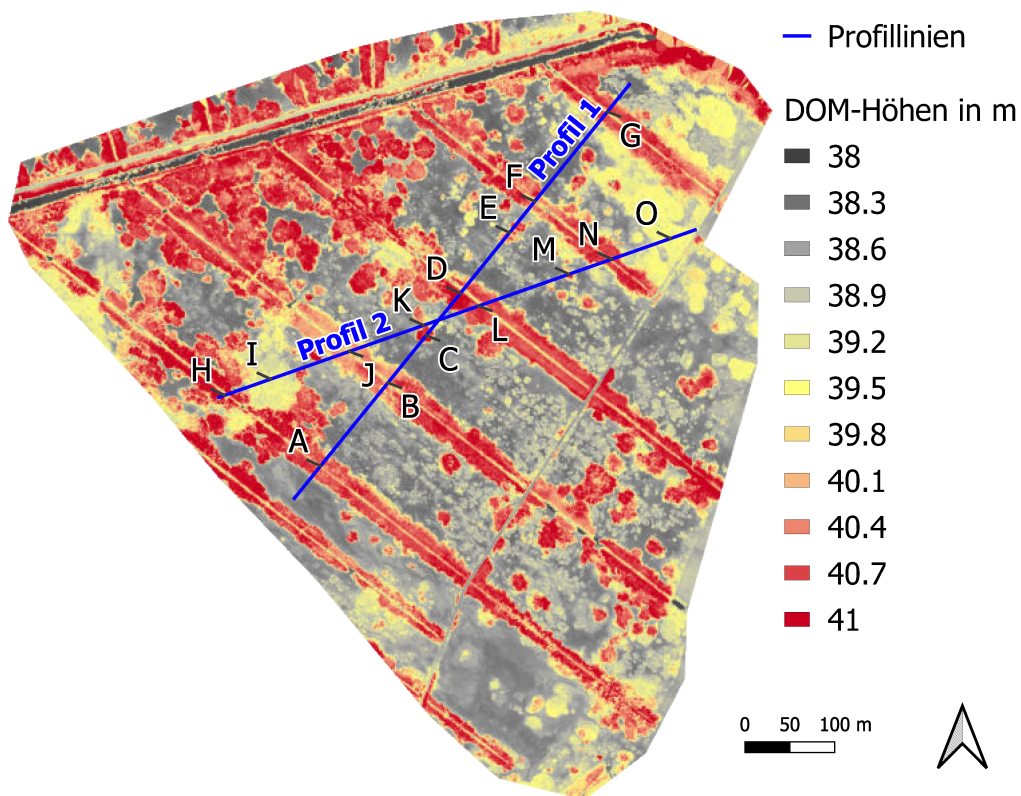 Profillinien
DOM-Höhen in m
38
38.3
38.6
38.9
39.2
39.5
39.8
40.1
40.4
40.7
41
Profil 1
G
F
E
O
N
M
D
K
L
Profil 2
C
I
H
J
B
A
0 50 100 m